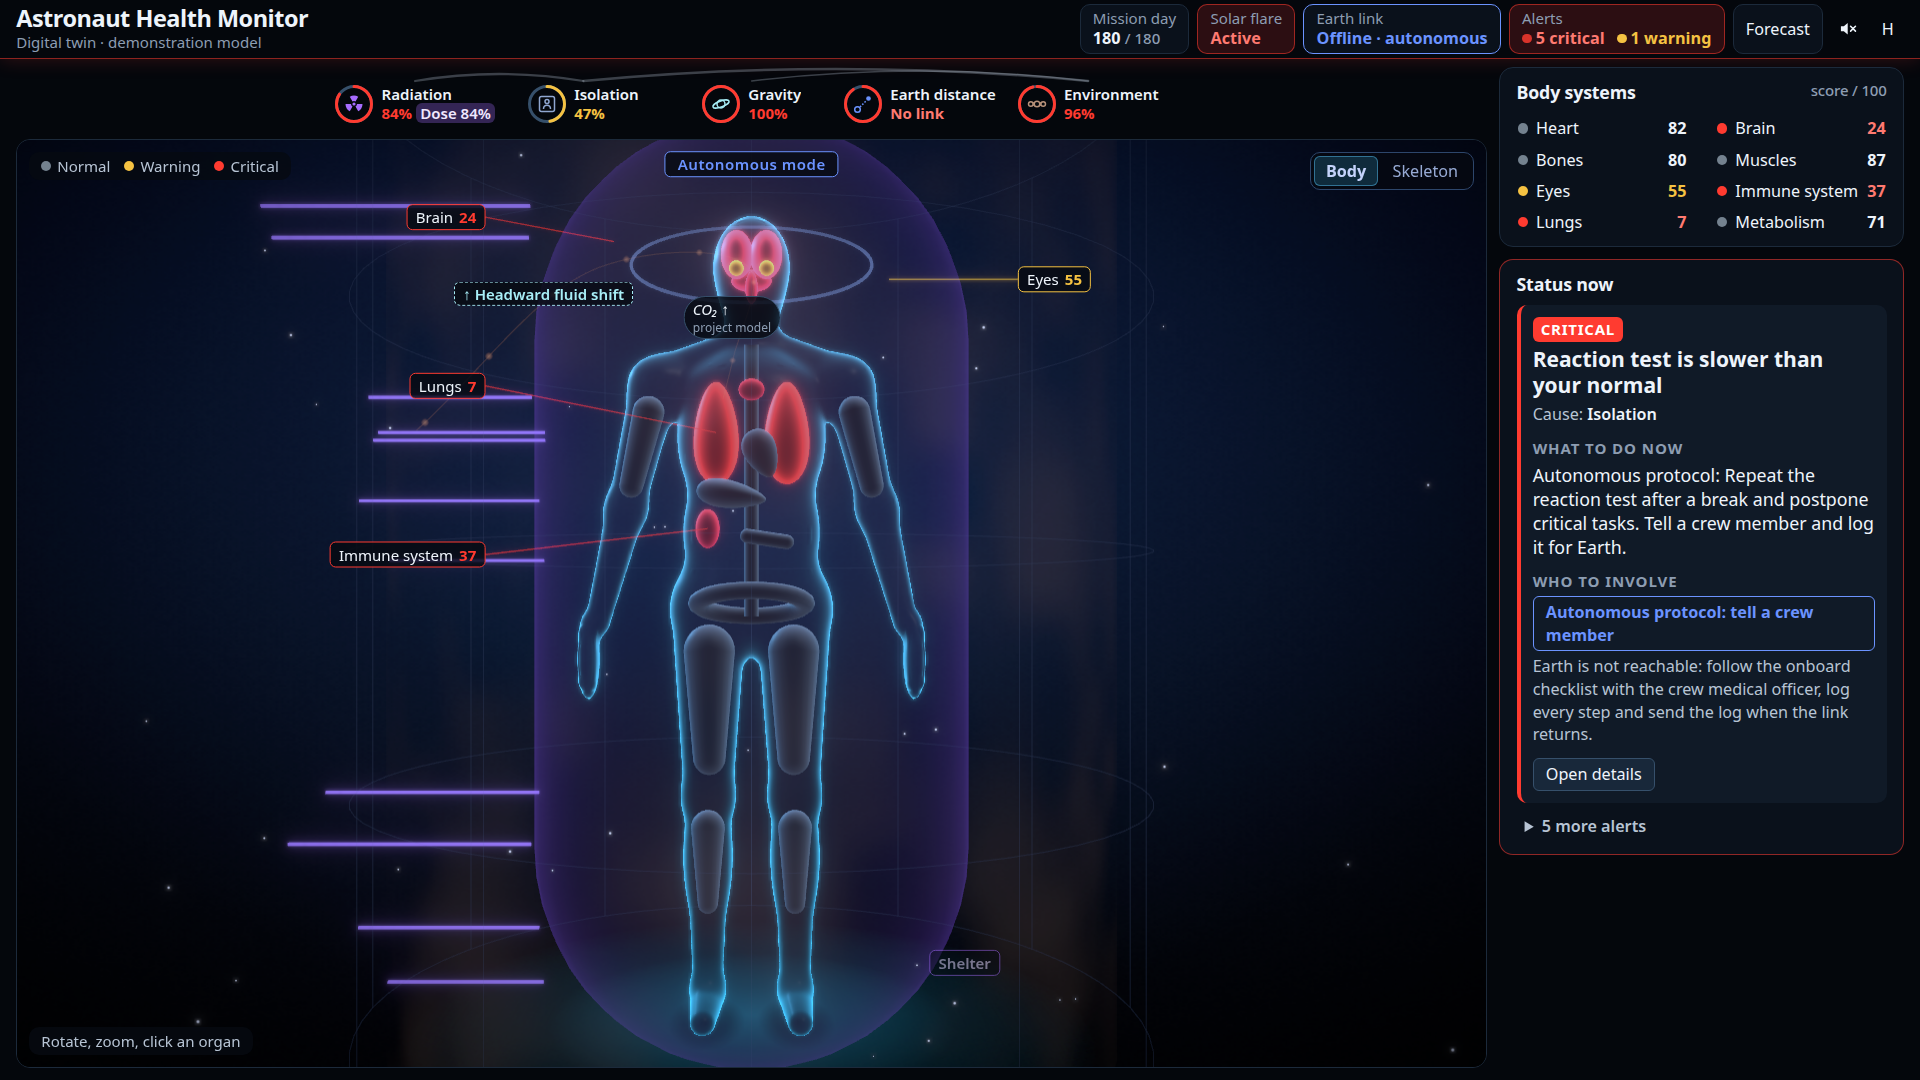 Astronaut Health Monitor
Digital twin · demonstration model
Mission day
180 / 180
Solar flare
Active
Earth link
Offline · autonomous
Alerts
5 critical 1 warning
Forecast
H
Radiation
84% Dose 84%
Isolation
47%
Gravity
100%
Earth distance
No link
Environment
96%
Normal Warning Critical
Autonomous mode
Body Skeleton
Brain 24
Eyes 55
↑ Headward fluid shift
CO₂ ↑
project model
Lungs 7
Immune system 37
Shelter
Rotate, zoom, click an organ
Body systems
score / 100
Heart 82
Brain 24
Bones 80
Muscles 87
Eyes 55
Immune system 37
Lungs 7
Metabolism 71
Status now
CRITICAL
Reaction test is slower than
your normal
Cause: Isolation
WHAT TO DO NOW
Autonomous protocol: Repeat the
reaction test after a break and postpone
critical tasks. Tell a crew member and log
it for Earth.
WHO TO INVOLVE
Autonomous protocol: tell a crew
member
Earth is not reachable: follow the onboard
checklist with the crew medical officer, log
every step and send the log when the link
returns.
Open details
▶ 5 more alerts